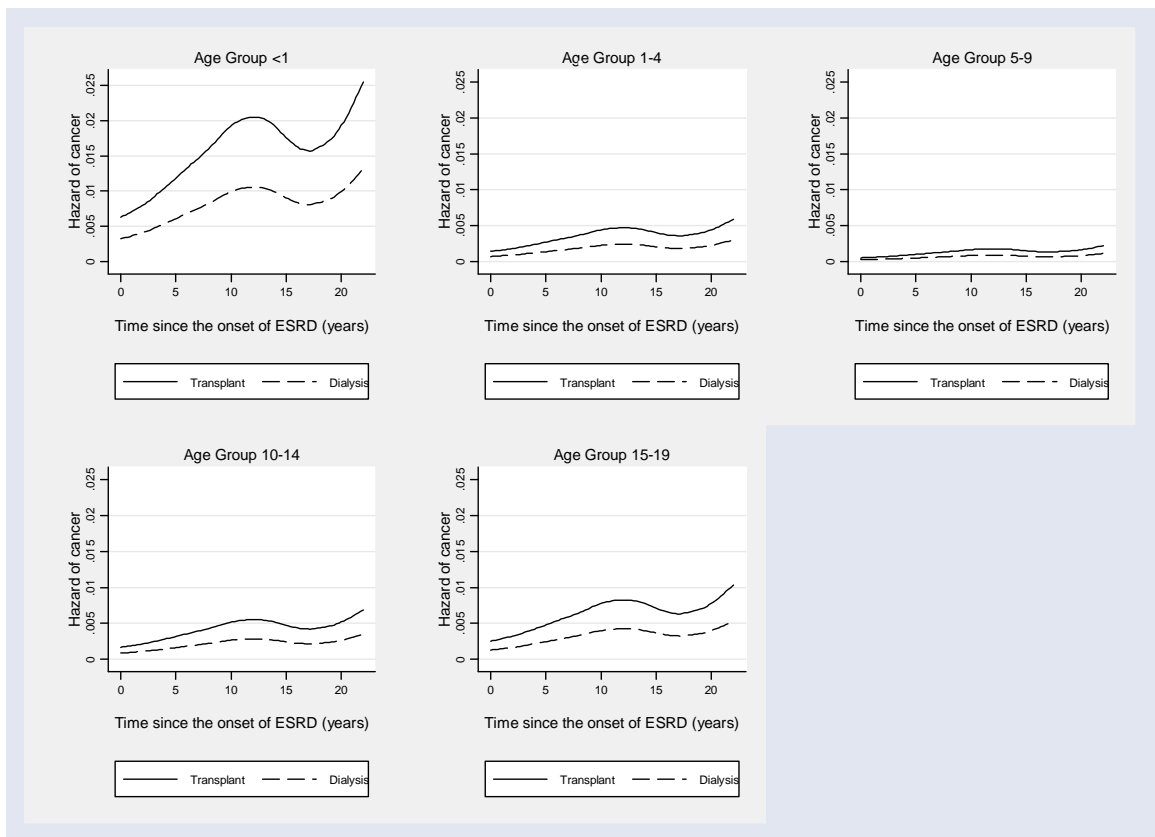 Age Group <1
.025
.02
.015
.01
.005
0
Hazard of cancer
0 5 10 15 20
Time since the onset of ESRD (years)
Transplant Dialysis
Age Group 1-4
.025
.02
.015
.01
.005
0
Hazard of cancer
0 5 10 15 20
Time since the onset of ESRD (years)
Transplant Dialysis
Age Group 5-9
.025
.02
.015
.01
.005
0
Hazard of cancer
0 5 10 15 20
Time since the onset of ESRD (years)
Transplant Dialysis
Age Group 10-14
.025
.02
.015
.01
.005
0
Hazard of cancer
0 5 10 15 20
Time since the onset of ESRD (years)
Transplant Dialysis
Age Group 15-19
.025
.02
.015
.01
.005
0
Hazard of cancer
0 5 10 15 20
Time since the onset of ESRD (years)
Transplant Dialysis